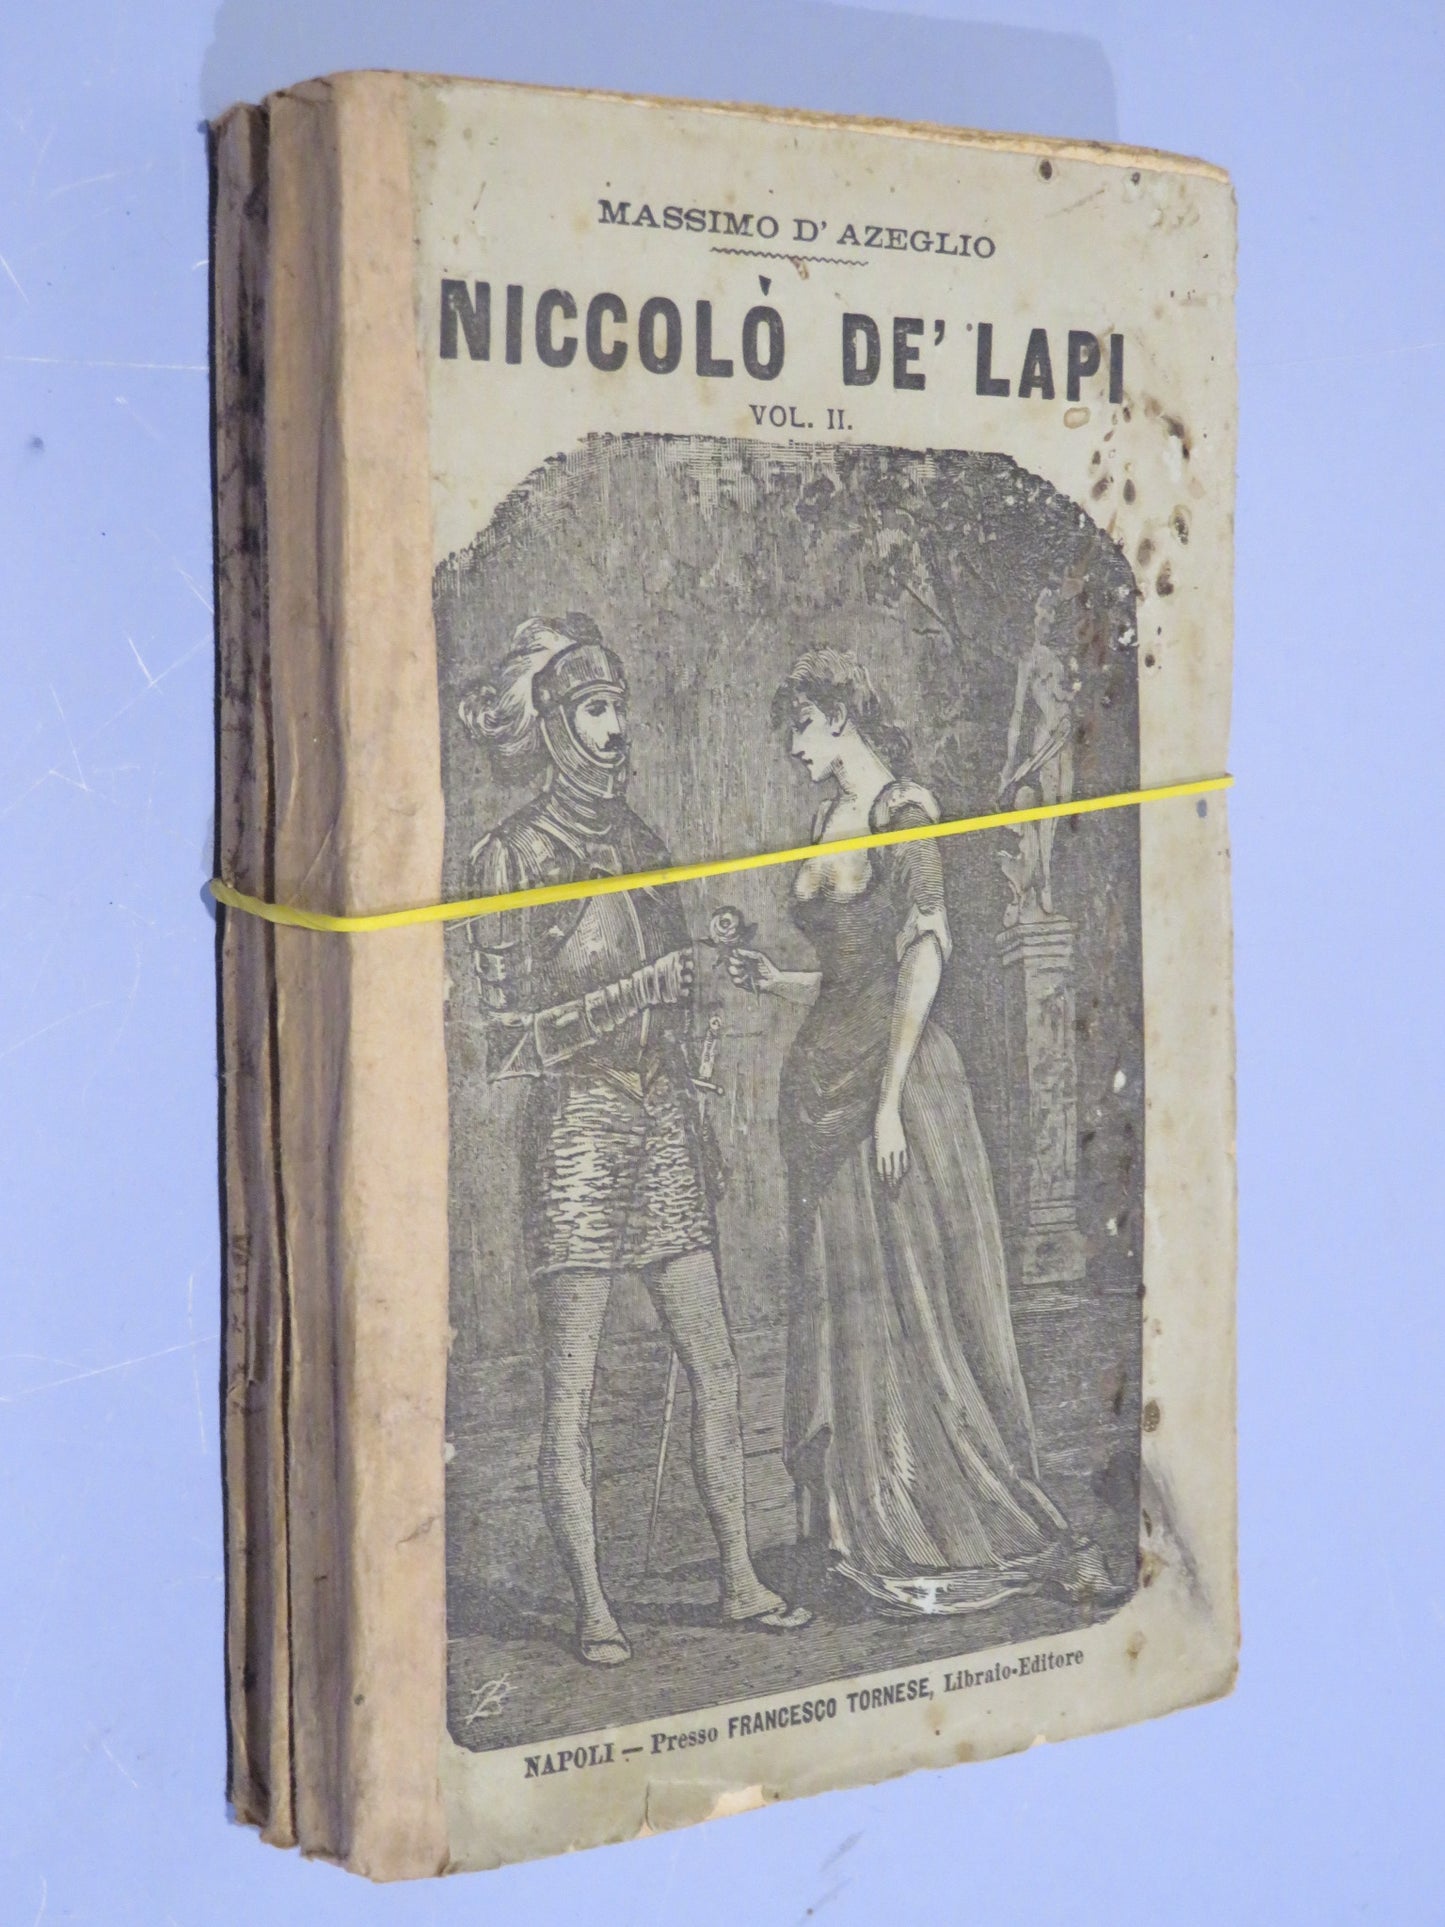 MASSIMO D' AZEGLIO
NICCOLÒ DE' LAPI
VOL. II.
NAPOLI — Presso FRANCESCO TORNESE, Libraio-Editore